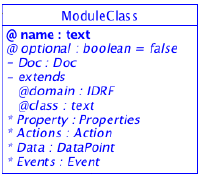 ModuleClass
@ name : text
@ optional : boolean = false
- Doc : Doc
- extends
@domain : IDRF
@class : text
* Property : Properties
* Actions : Action
* Data : DataPoint
* Events : Event